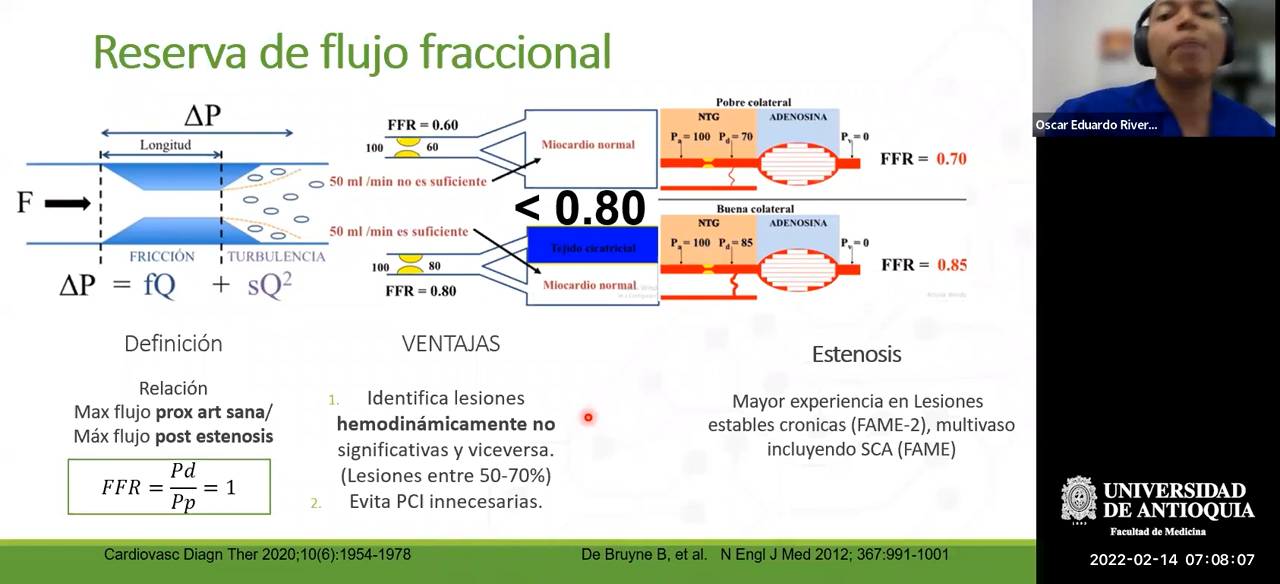 Reserva de flujo fraccional
ΔP
Longitud
F
FRICCIÓN
TURBULENCIA
ΔP = fQ + sQ²
FFR = 0.60
100
60
Miocardio normal
50 ml /min no es suficiente
< 0.80
50 ml /min es suficiente
Tejido cicatricial
100
80
Miocardio normal
FFR = 0.80
Pobre colateral
NTG
ADENOSINA
Pa = 100 Pd = 70
Pv = 0
FFR = 0.70
Buena colateral
NTG
ADENOSINA
Pa = 100 Pd = 85
Pv = 0
FFR = 0.85
Definición
Relación
Max flujo prox art sana/
Máx flujo post estenosis
FFR = Pd/Pp = 1
VENTAJAS
1. Identifica lesiones
hemodinámicamente no
significativas y viceversa.
(Lesiones entre 50-70%)
2. Evita PCI innecesarias.
Estenosis
Mayor experiencia en Lesiones
estables cronicas (FAME-2), multivaso
incluyendo SCA (FAME)
Cardiovasc Diagn Ther 2020;10(6):1954-1978
De Bruyne B, et al. N Engl J Med 2012; 367:991-1001
Oscar Eduardo River...
UNIVERSIDAD
DE ANTIOQUIA
1803
Facultad de Medicina
2022-02-14 07:08:07